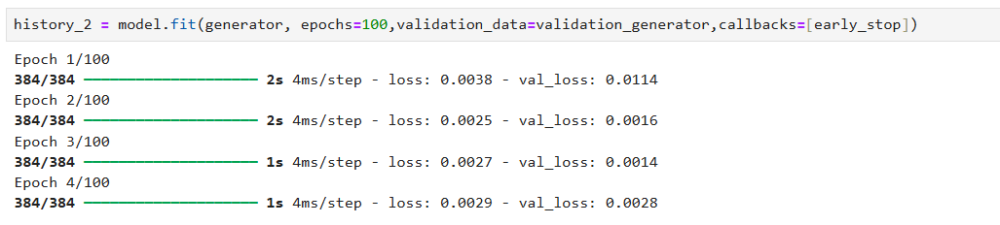 history_2 = model.fit(generator, epochs=100,validation_data=validation_generator,callbacks=[early_stop])
Epoch 1/100
384/384 ━━━━━━━━━━━━━━━━━━━━ 2s 4ms/step - loss: 0.0038 - val_loss: 0.0114
Epoch 2/100
384/384 ━━━━━━━━━━━━━━━━━━━━ 2s 4ms/step - loss: 0.0025 - val_loss: 0.0016
Epoch 3/100
384/384 ━━━━━━━━━━━━━━━━━━━━ 1s 4ms/step - loss: 0.0027 - val_loss: 0.0014
Epoch 4/100
384/384 ━━━━━━━━━━━━━━━━━━━━ 1s 4ms/step - loss: 0.0029 - val_loss: 0.0028